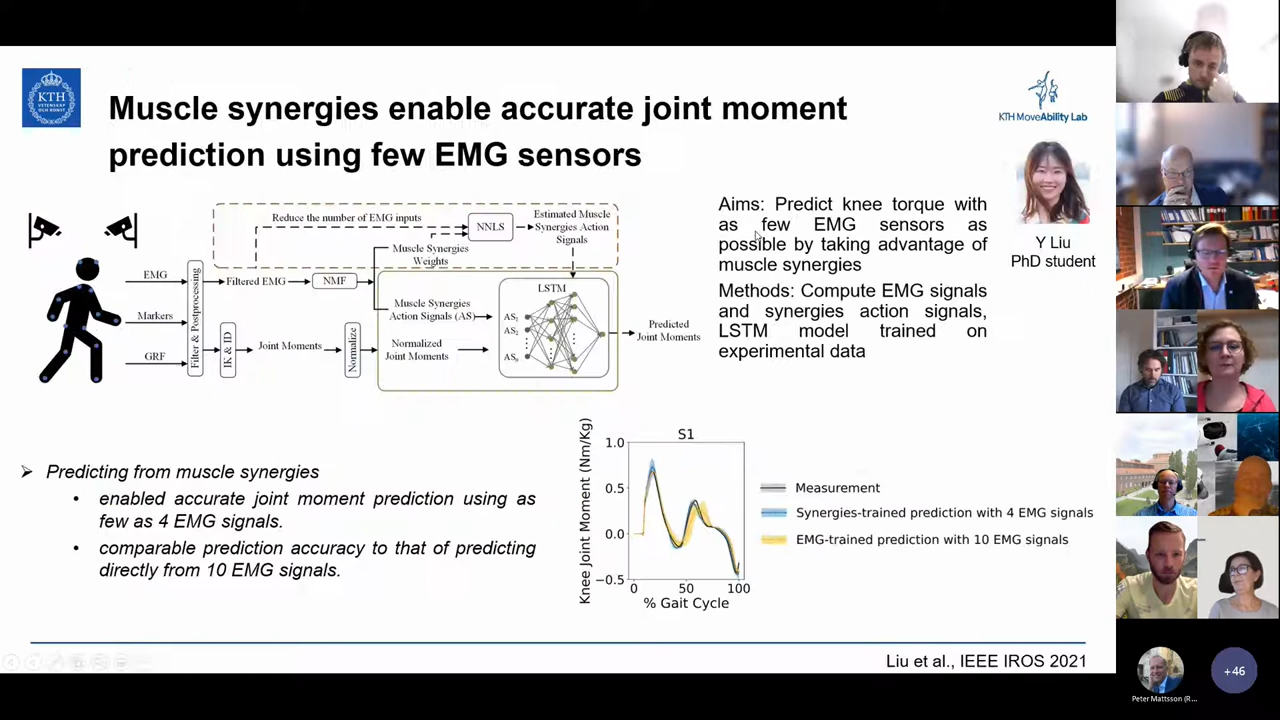 KTH
VETENSKAP
OCH KONST
Muscle synergies enable accurate joint moment
prediction using few EMG sensors
KTH MoveAbility Lab
Y Liu
PhD student
Reduce the number of EMG inputs
NNLS
Estimated Muscle
Synergies Action
Signals
Muscle Synergies
Weights
EMG
Filtered EMG
NMF
LSTM
Markers
Filter & Postprocessing
Muscle Synergies
Action Signals (AS)
AS1
AS2
ASn
Predicted
Joint Moments
GRF
IK & ID
Joint Moments
Normalize
Normalized
Joint Moments
Aims: Predict knee torque with
as few EMG sensors as
possible by taking advantage of
muscle synergies
Methods: Compute EMG signals
and synergies action signals,
LSTM model trained on
experimental data
Predicting from muscle synergies
• enabled accurate joint moment prediction using as
few as 4 EMG signals.
• comparable prediction accuracy to that of predicting
directly from 10 EMG signals.
S1
Knee Joint Moment (Nm/Kg)
1.0
0.5
0.0
−0.5
0
50
100
% Gait Cycle
Measurement
Synergies-trained prediction with 4 EMG signals
EMG-trained prediction with 10 EMG signals
Liu et al., IEEE IROS 2021
+46
Peter Mattsson (R...